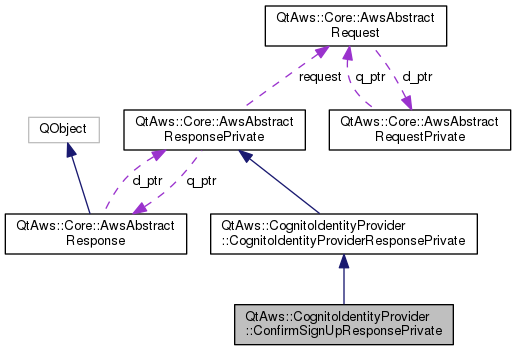 QtAws::Core::AwsAbstract
Request
request
q_ptr
d_ptr
QObject
QtAws::Core::AwsAbstract
ResponsePrivate
QtAws::Core::AwsAbstract
RequestPrivate
d_ptr
q_ptr
QtAws::Core::AwsAbstract
Response
QtAws::CognitoIdentityProvider
::CognitoIdentityProviderResponsePrivate
QtAws::CognitoIdentityProvider
::ConfirmSignUpResponsePrivate